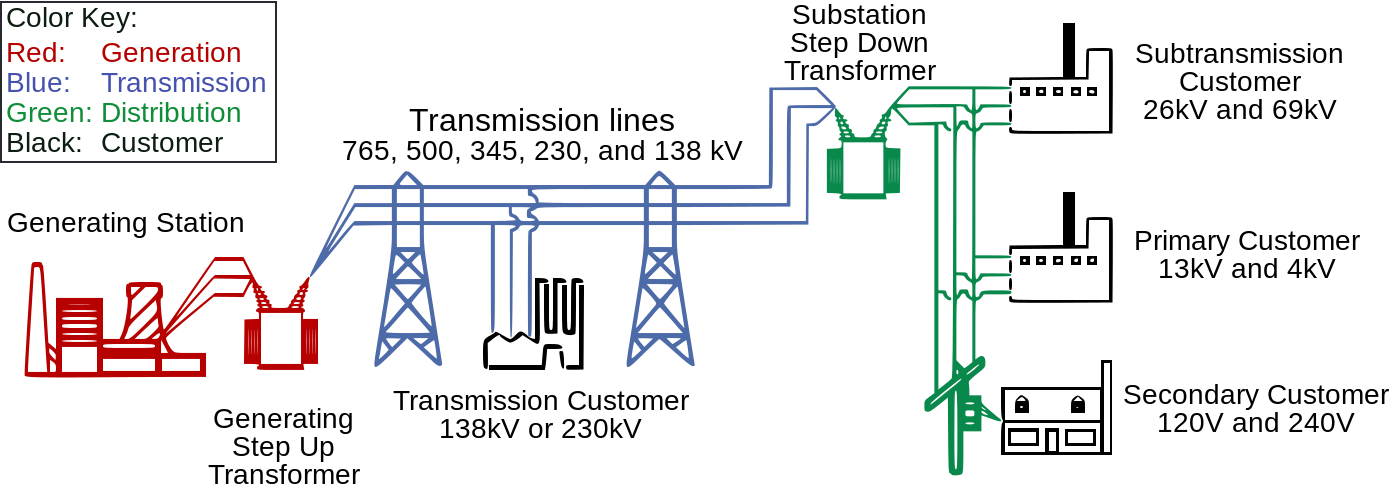 Color Key:
Red: Generation
Blue: Transmission
Green: Distribution
Black: Customer
Generating Station
Generating
Step Up
Transformer
Transmission lines
765, 500, 345, 230, and 138 kV
Transmission Customer
138kV or 230kV
Substation
Step Down
Transformer
Subtransmission
Customer
26kV and 69kV
Primary Customer
13kV and 4kV
Secondary Customer
120V and 240V